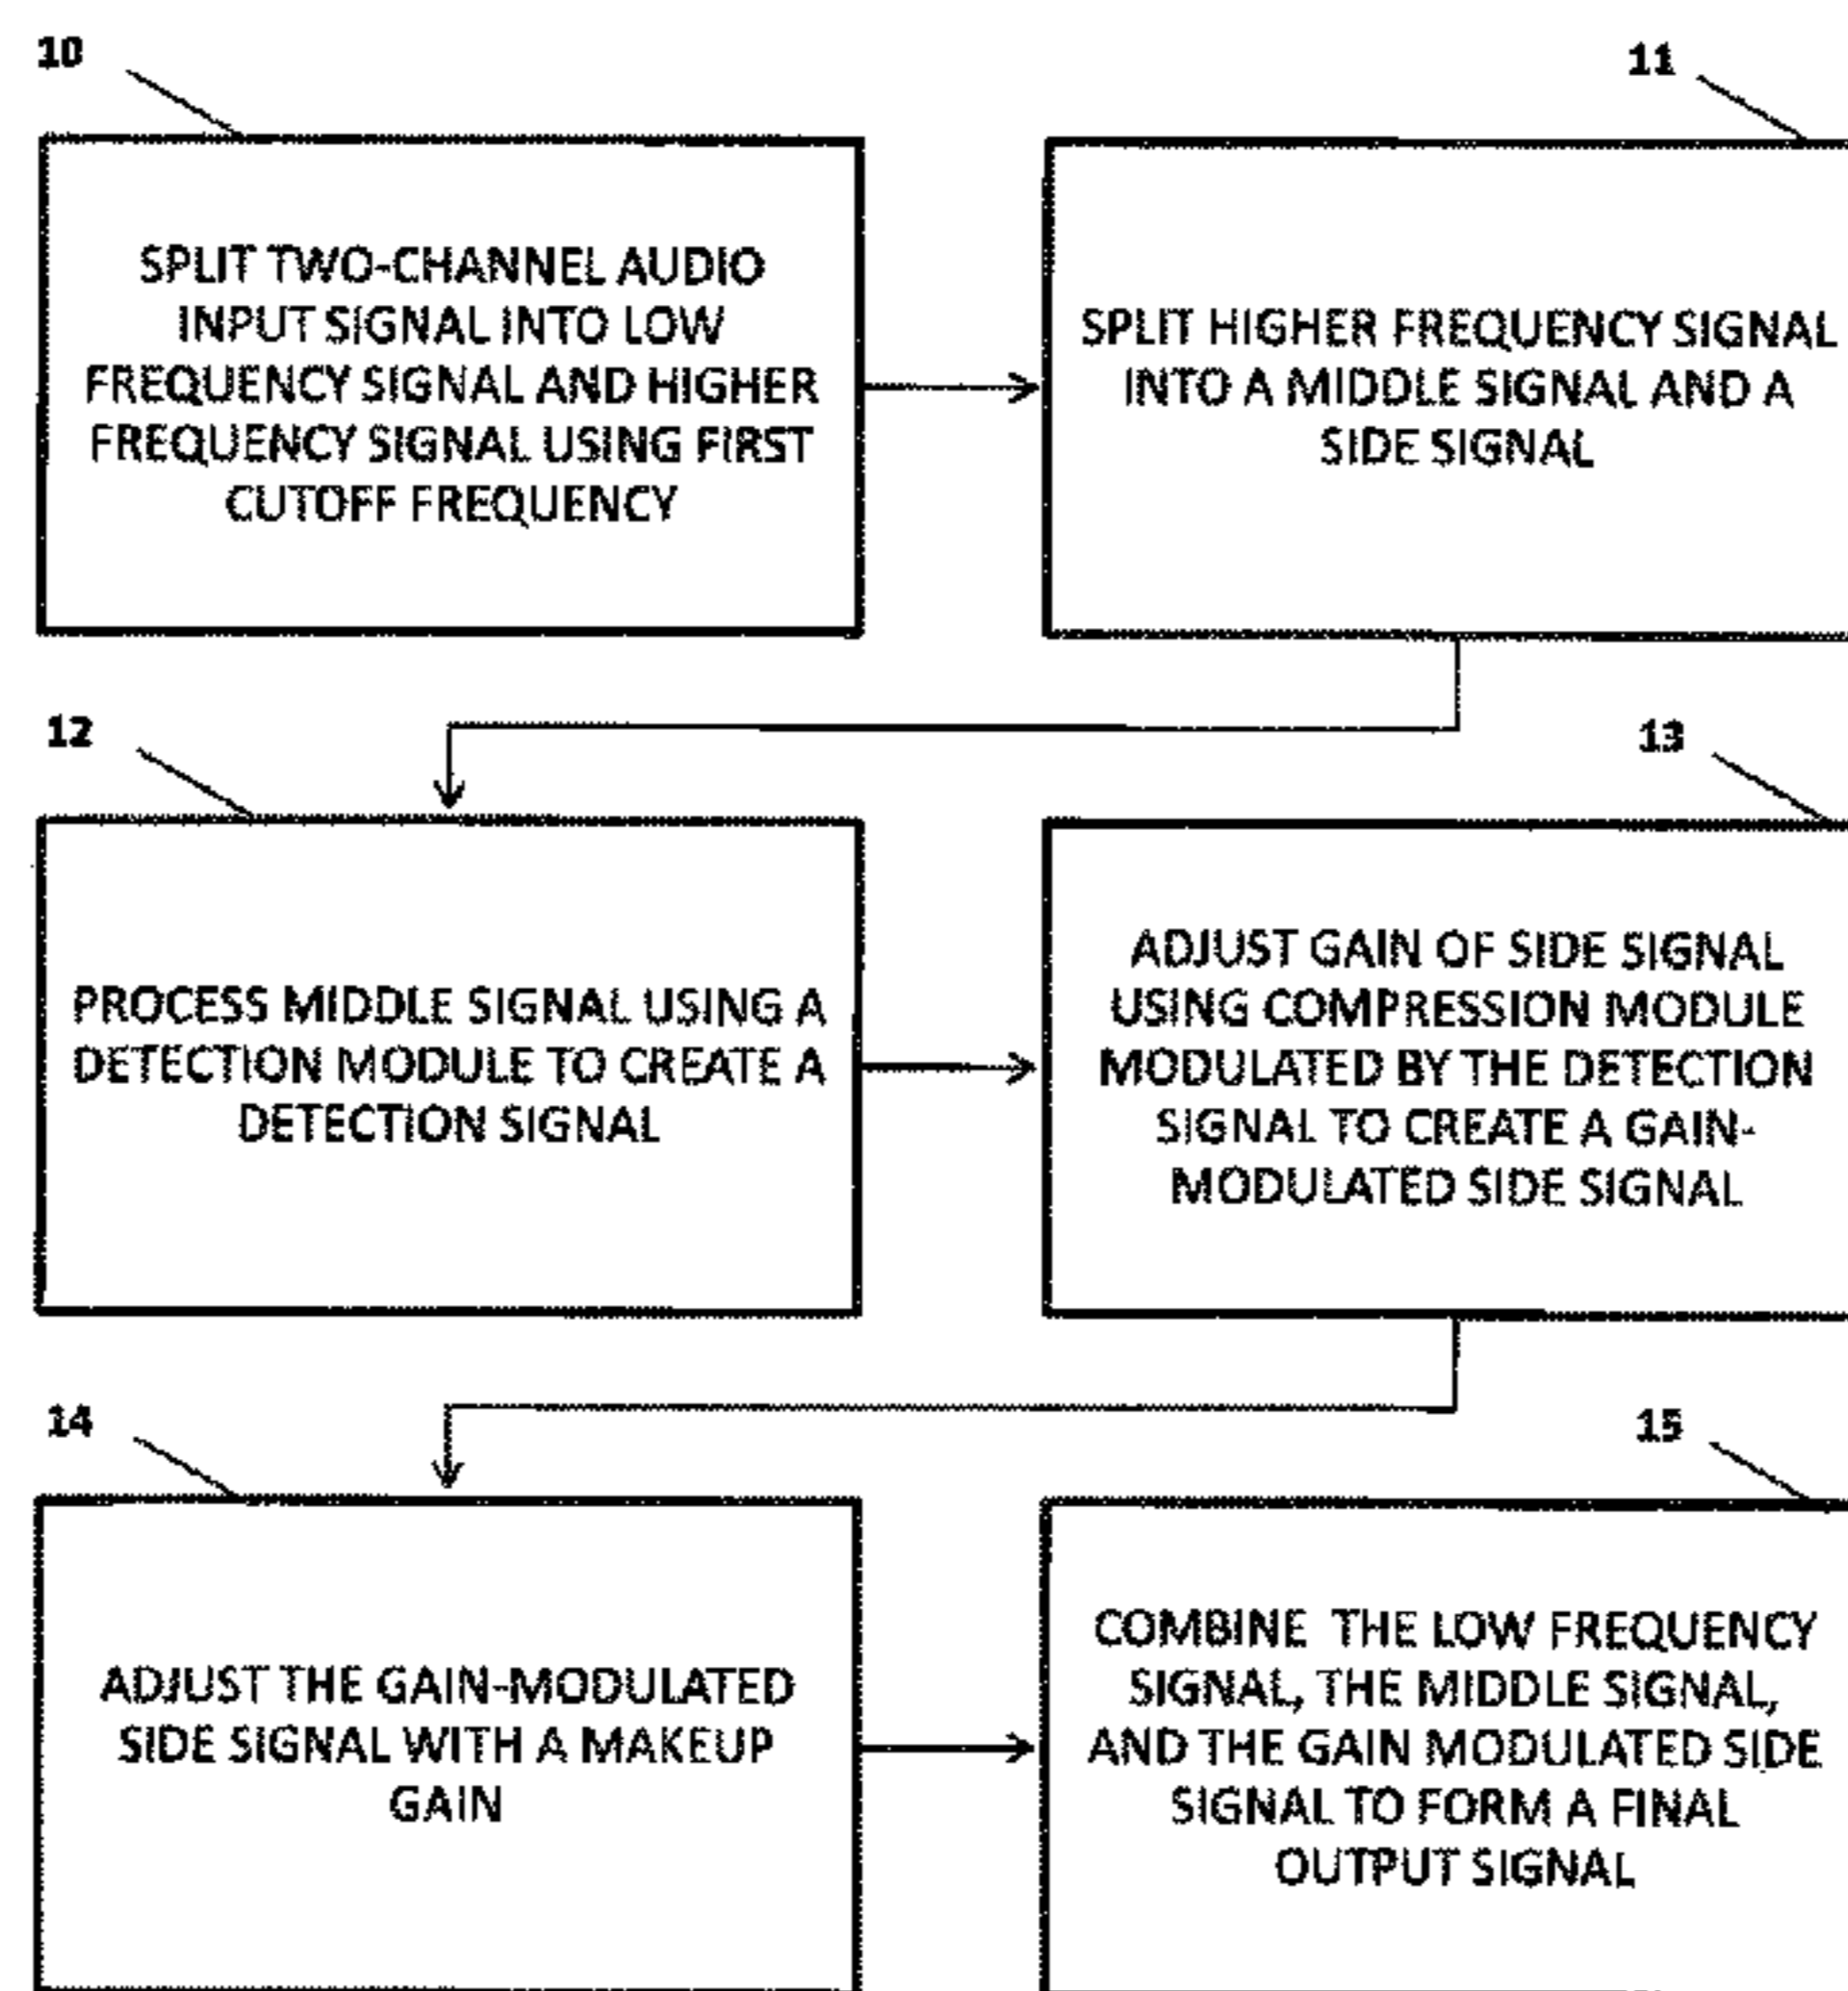 10
SPLIT TWO-CHANNEL AUDIO
INPUT SIGNAL INTO LOW
FREQUENCY SIGNAL AND HIGHER
FREQUENCY SIGNAL USING FIRST
CUTOFF FREQUENCY
11
SPLIT HIGHER FREQUENCY SIGNAL
INTO A MIDDLE SIGNAL AND A
SIDE SIGNAL
12
PROCESS MIDDLE SIGNAL USING A
DETECTION MODULE TO CREATE A
DETECTION SIGNAL
13
ADJUST GAIN OF SIDE SIGNAL
USING COMPRESSION MODULE
MODULATED BY THE DETECTION
SIGNAL TO CREATE A GAIN-
MODULATED SIDE SIGNAL
14
ADJUST THE GAIN-MODULATED
SIDE SIGNAL WITH A MAKEUP
GAIN
15
COMBINE THE LOW FREQUENCY
SIGNAL, THE MIDDLE SIGNAL,
AND THE GAIN MODULATED SIDE
SIGNAL TO FORM A FINAL
OUTPUT SIGNAL